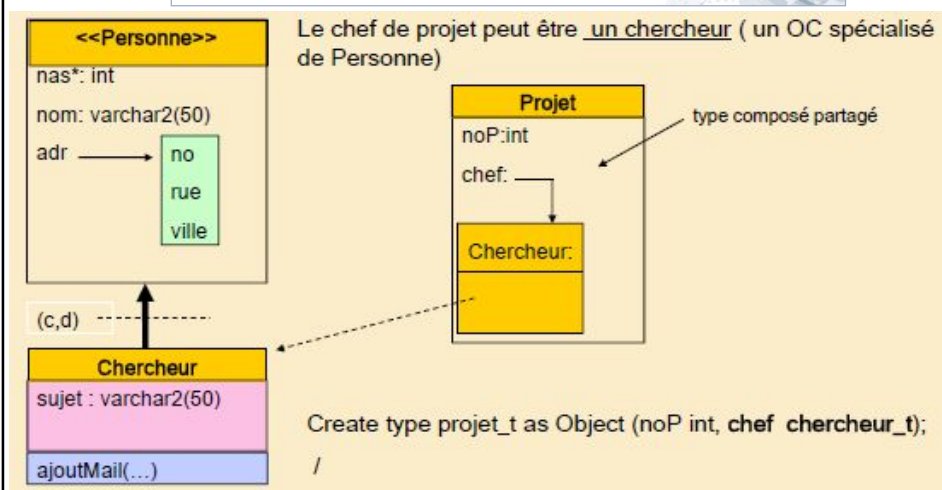 Le chef de projet peut être un chercheur ( un OC spécialisé
de Personne)
<<Personne>>
nas*: int
nom: varchar2(50)
adr
no
rue
ville
(c,d)
Chercheur
sujet : varchar2(50)
ajoutMail(…)
Projet
noP:int
chef:
Chercheur:
type composé partagé
Create type projet_t as Object (noP int, chef chercheur_t);
/